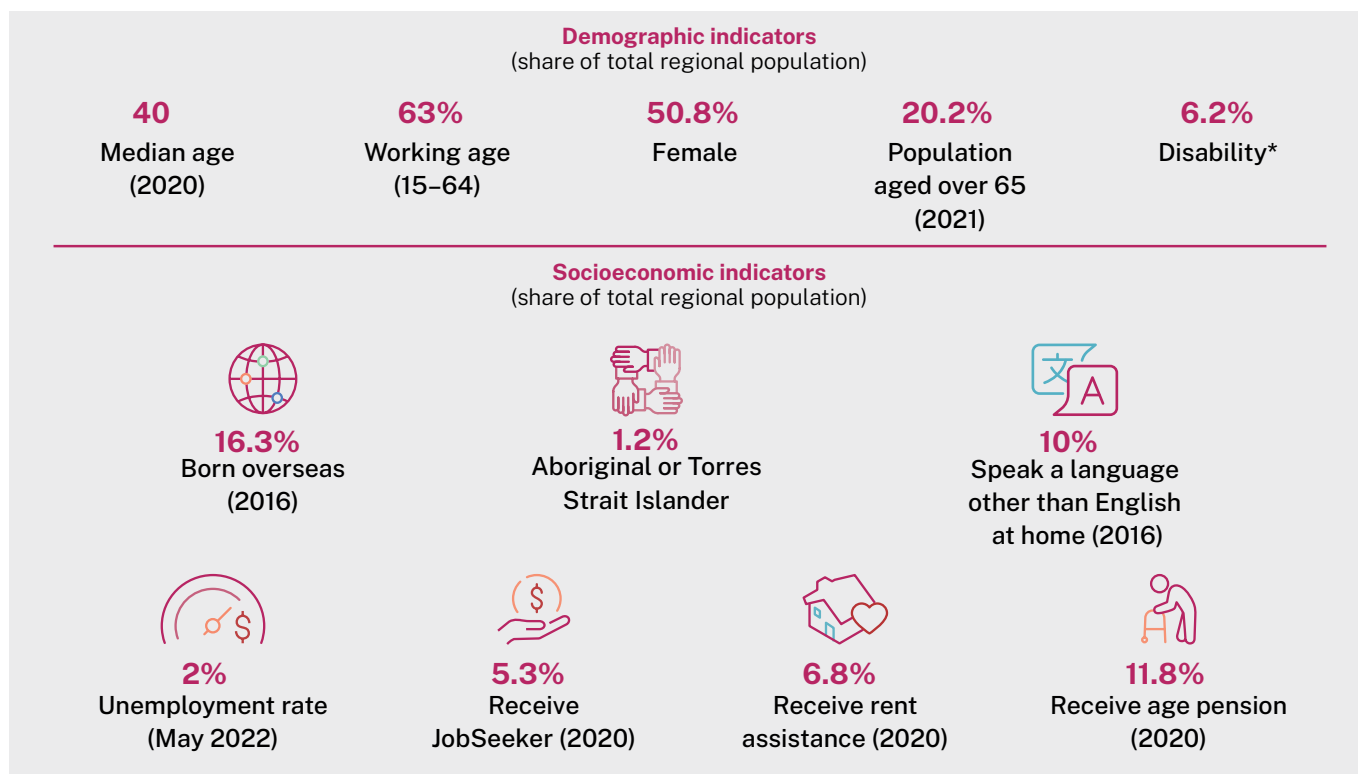 Demographic indicators
(share of total regional population)
40
Median age
(2020)
63%
Working age
(15–64)
50.8%
Female
20.2%
Population
aged over 65
(2021)
6.2%
Disability*
Socioeconomic indicators
(share of total regional population)
16.3%
Born overseas
(2016)
1.2%
Aboriginal or Torres
Strait Islander
文
A
10%
Speak a language
other than English
at home (2016)
$
2%
Unemployment rate
(May 2022)
$
5.3%
Receive
JobSeeker (2020)
6.8%
Receive rent
assistance (2020)
11.8%
Receive age pension
(2020)